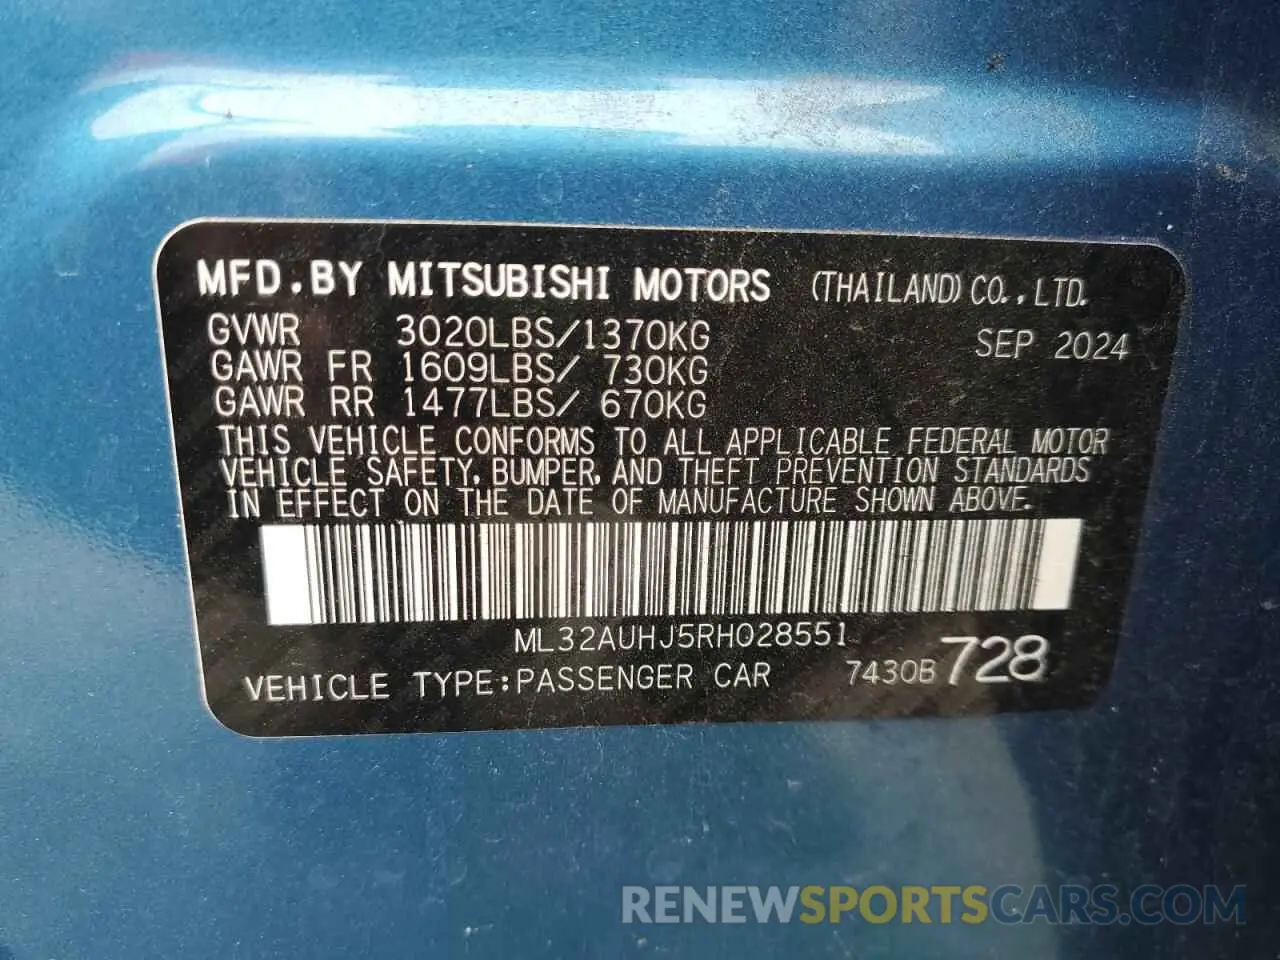 MFD.BY MITSUBISHI MOTORS (THAILAND) CO.,LTD.
GVWR 3020LBS/1370KG SEP 2024
GAWR FR 1609LBS/ 730KG
GAWR RR 1477LBS/ 670KG
THIS VEHICLE CONFORMS TO ALL APPLICABLE FEDERAL MOTOR
VEHICLE SAFETY, BUMPER, AND THEFT PREVENTION STANDARDS
IN EFFECT ON THE DATE OF MANUFACTURE SHOWN ABOVE.
ML32AUHJ5RH028551
VEHICLE TYPE:PASSENGER CAR 7430B 728
RENEWSPORTSCARS.COM